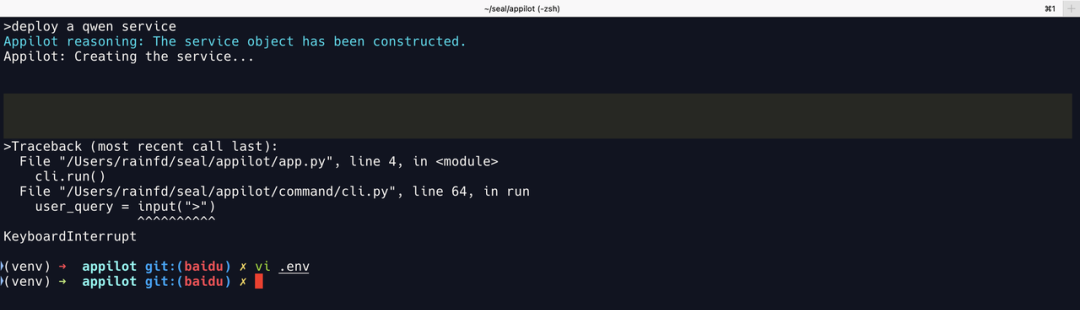 ~/seal/appilot (-zsh)
⌘1
+
>deploy a qwen service
Appilot reasoning: The service object has been constructed.
Appilot: Creating the service...
>Traceback (most recent call last):
  File "/Users/rainfd/seal/appilot/app.py", line 4, in <module>
    cli.run()
  File "/Users/rainfd/seal/appilot/command/cli.py", line 64, in run
    user_query = input(">")
                 ^^^^^^^^^^
KeyboardInterrupt
(venv) → appilot git:(baidu) ✗ vi .env
(venv) → appilot git:(baidu) ✗